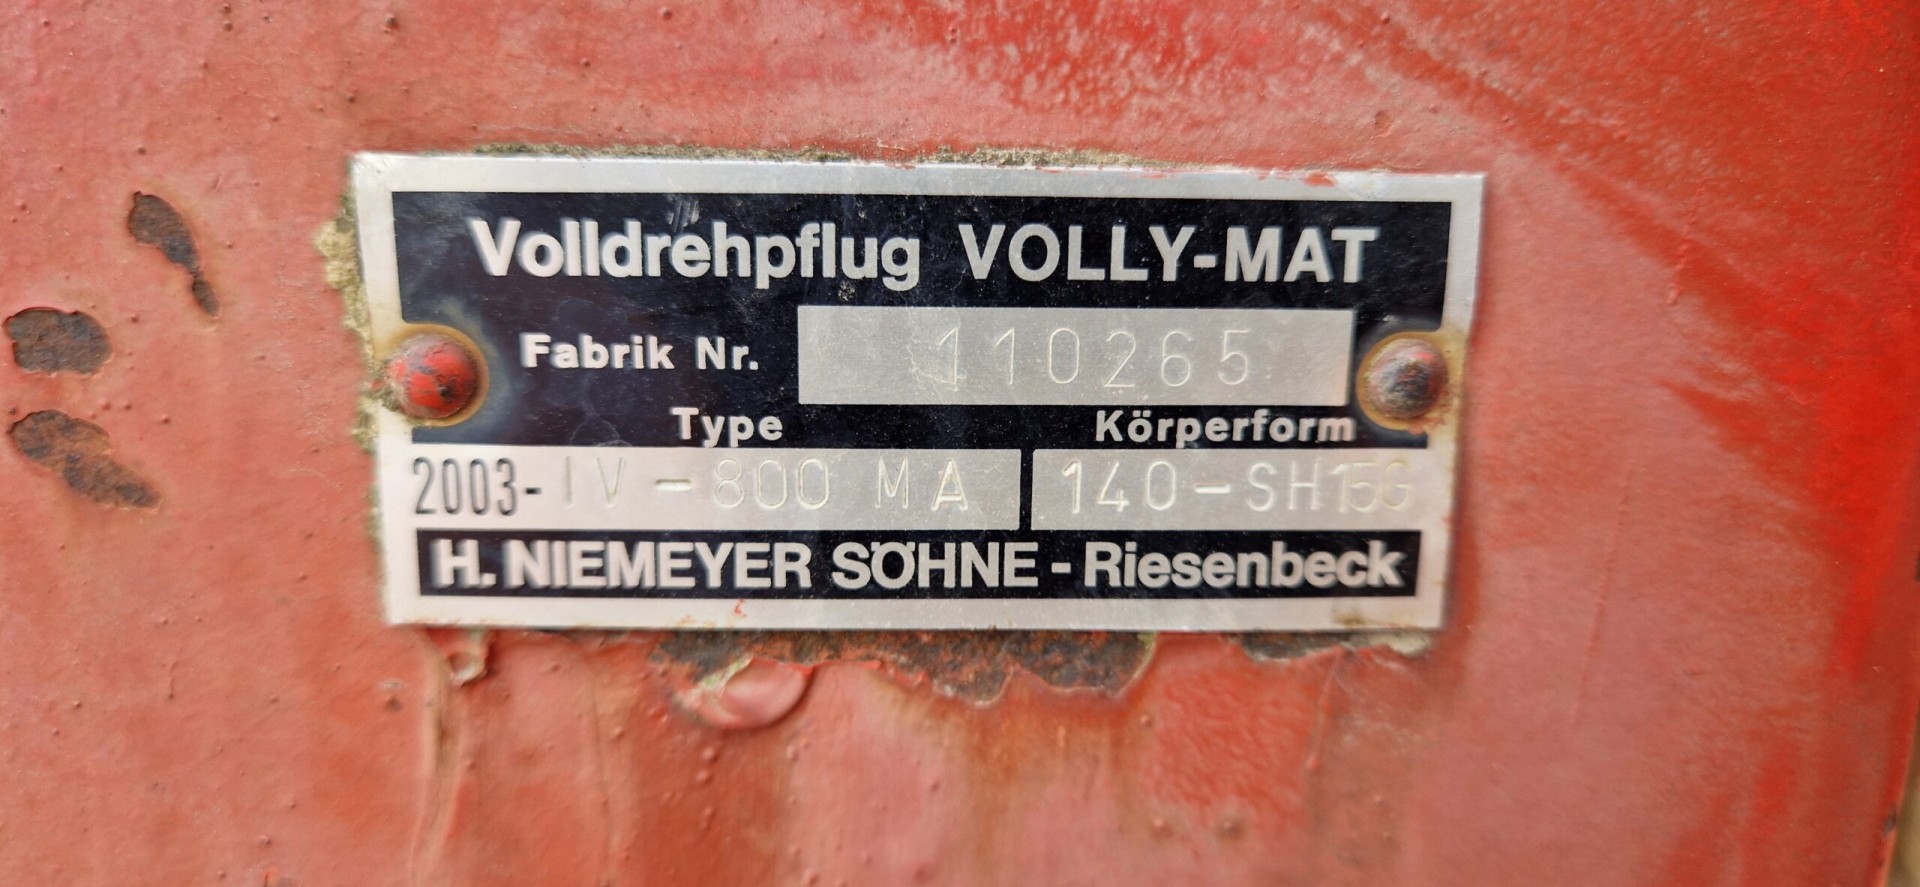 Volldrehpflug VOLLY-MAT
Fabrik Nr. 110265
Type Körperform
2003-IV-800 MA 140-SH15G
H. NIEMEYER SÖHNE - Riesenbeck